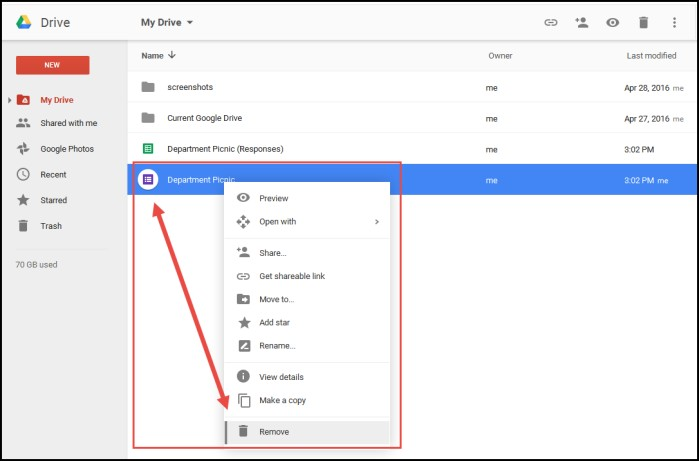 Drive
My Drive
NEW
My Drive
Shared with me
Google Photos
Recent
Starred
Trash
70 GB used
Name Owner Last modified
screenshots me Apr 28, 2016 me
Current Google Drive me Apr 27, 2016 me
Department Picnic (Responses) me 3:02 PM
Department Picnic me 3:02 PM me
Preview
Open with
Share...
Get shareable link
Move to...
Add star
Rename...
View details
Make a copy
Remove